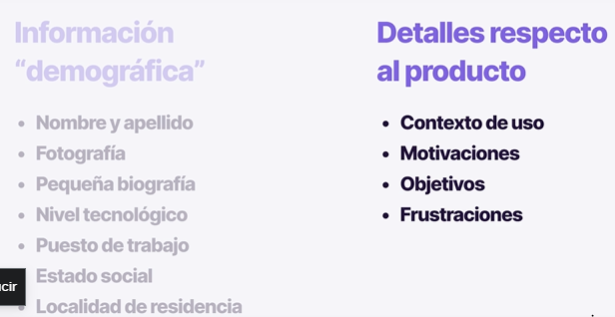 Información
“demográfica”
• Nombre y apellido
• Fotografía
• Pequeña biografía
• Nivel tecnológico
• Puesto de trabajo
Estado social
• Localidad de residencia
cir
Detalles respecto
al producto
• Contexto de uso
• Motivaciones
• Objetivos
• Frustraciones